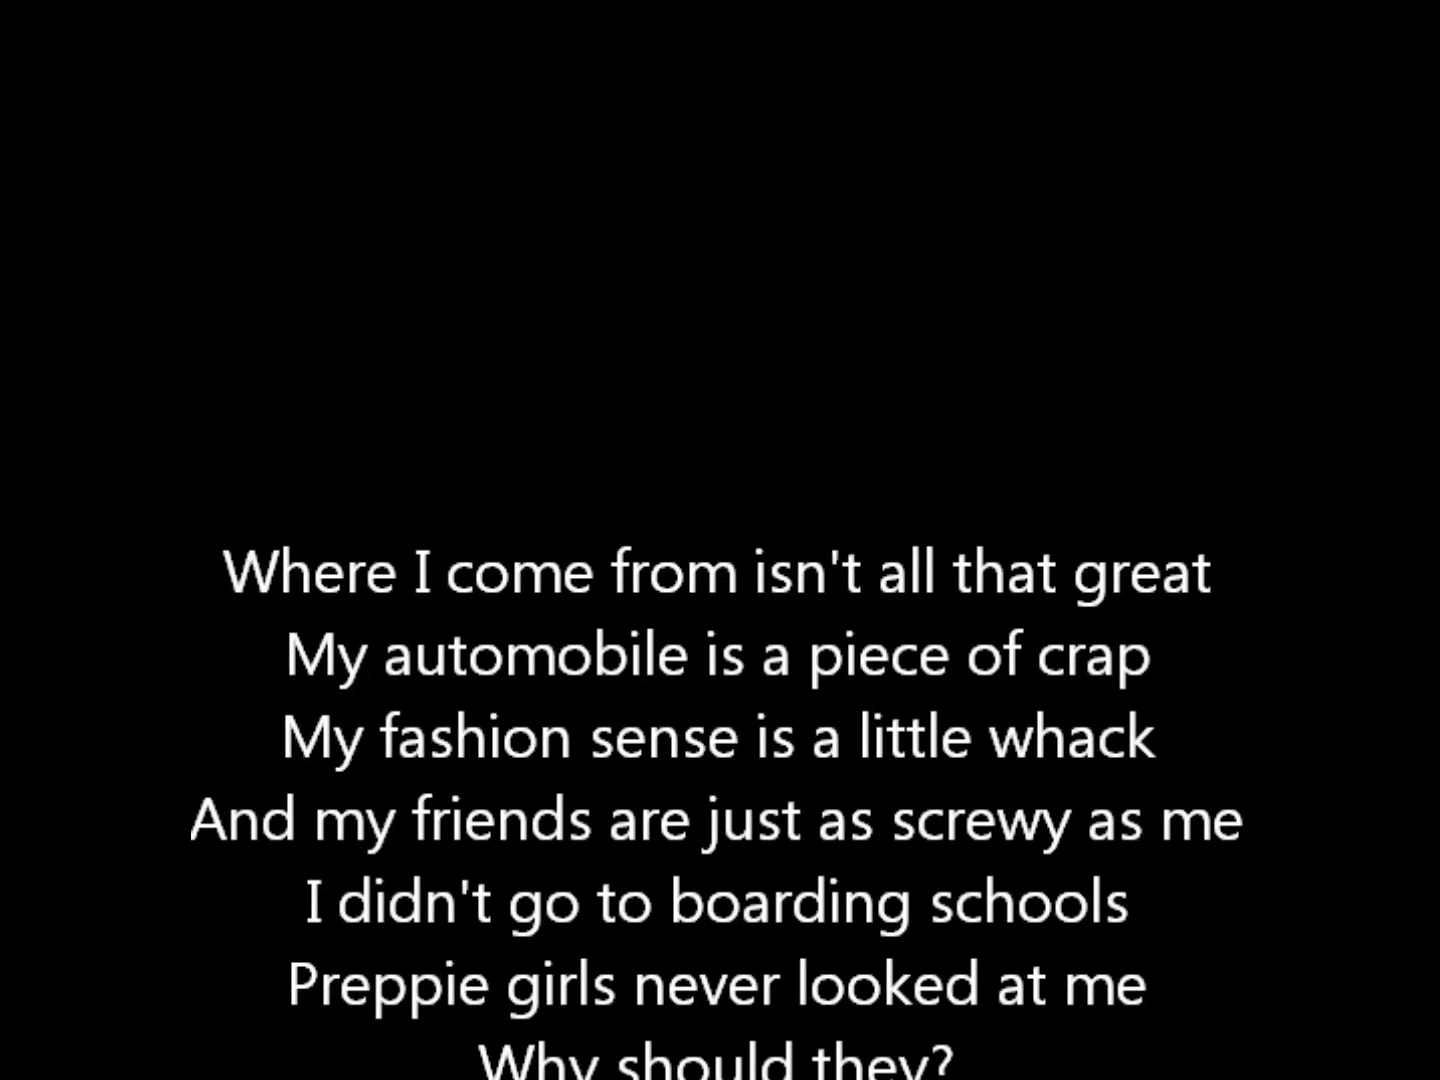 Where I come from isn't all that great
My automobile is a piece of crap
My fashion sense is a little whack
And my friends are just as screwy as me
I didn't go to boarding schools
Preppie girls never looked at me
Why should they?